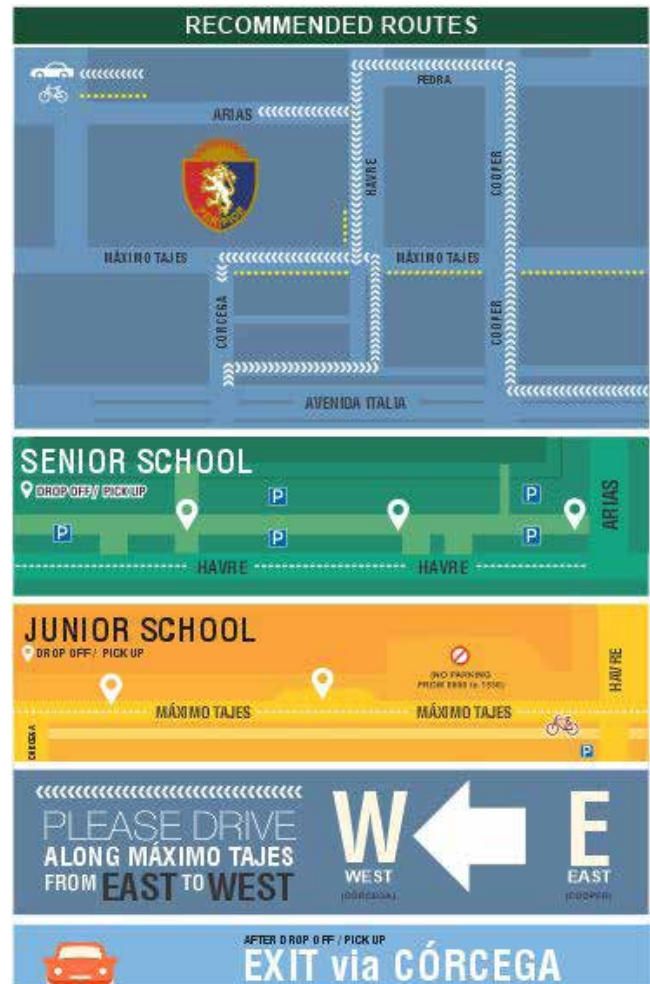 RECOMMENDED ROUTES
FEDRA
ARIAS
HAVRE
COOPER
MÁXIMO TAJES
MÁXIMO TAJES
CÓRCEGA
COOPER
AVENIDA ITALIA
SENIOR SCHOOL
DROP OFF / PICK UP
P
P
P
P
P
ARIAS
HAVRE
HAVRE
JUNIOR SCHOOL
DROP OFF / PICK UP
(NO PARKING
HAVRE
MÁXIMO TAJES
MÁXIMO TAJES
CÓRCEGA
P
PLEASE DRIVE
ALONG MÁXIMO TAJES
FROM EAST TO WEST
W
WEST
(CÓRCEGA)
E
EAST
(COOPER)
AFTER DROP OFF / PICK UP
EXIT via CÓRCEGA